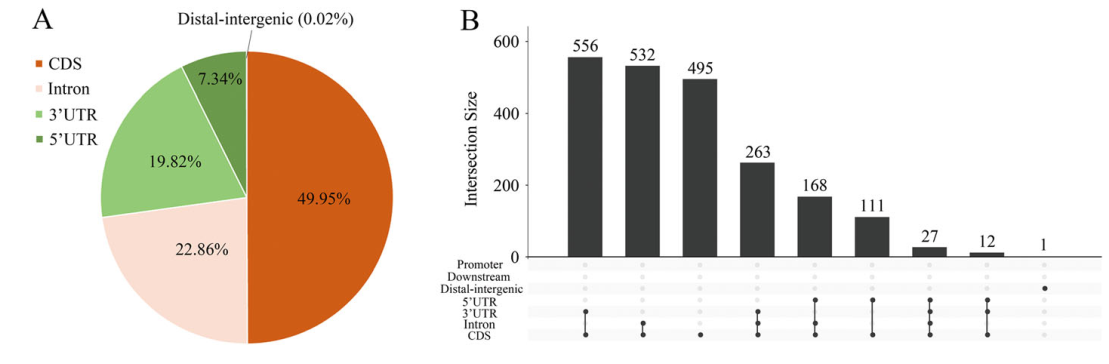 A
Distal-intergenic (0.02%)
CDS
Intron
3’UTR
5’UTR
7.34%
19.82%
49.95%
22.86%
B
Intersection Size
600
400
200
0
556
532
495
263
168
111
27
12
1
Promoter
Downstream
Distal-intergenic
5’UTR
3’UTR
Intron
CDS